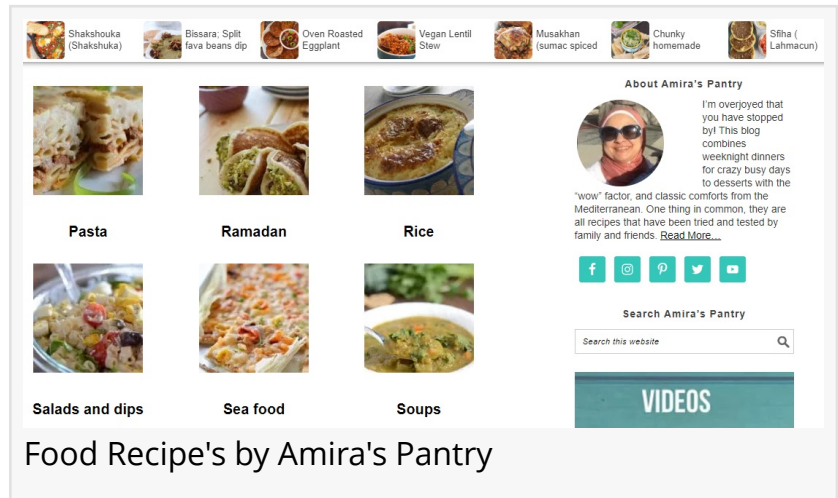 Shakshouka
(Shakshuka)
Bissara; Split
fava beans dip
Oven Roasted
Eggplant
Vegan Lentil
Stew
Musakhan
(sumac spiced
Chunky
homemade
Sfiha (
Lahmacun)
Pasta
Ramadan
Rice
Salads and dips
Sea food
Soups
About Amira's Pantry
I'm overjoyed that
you have stopped
by! This blog
combines
weeknight dinners
for crazy busy days
to desserts with the
"wow" factor, and classic comforts from the
Mediterranean. One thing in common, they are
all recipes that have been tried and tested by
family and friends. Read More...
Search Amira's Pantry
Search this website
VIDEOS
Food Recipe's by Amira's Pantry